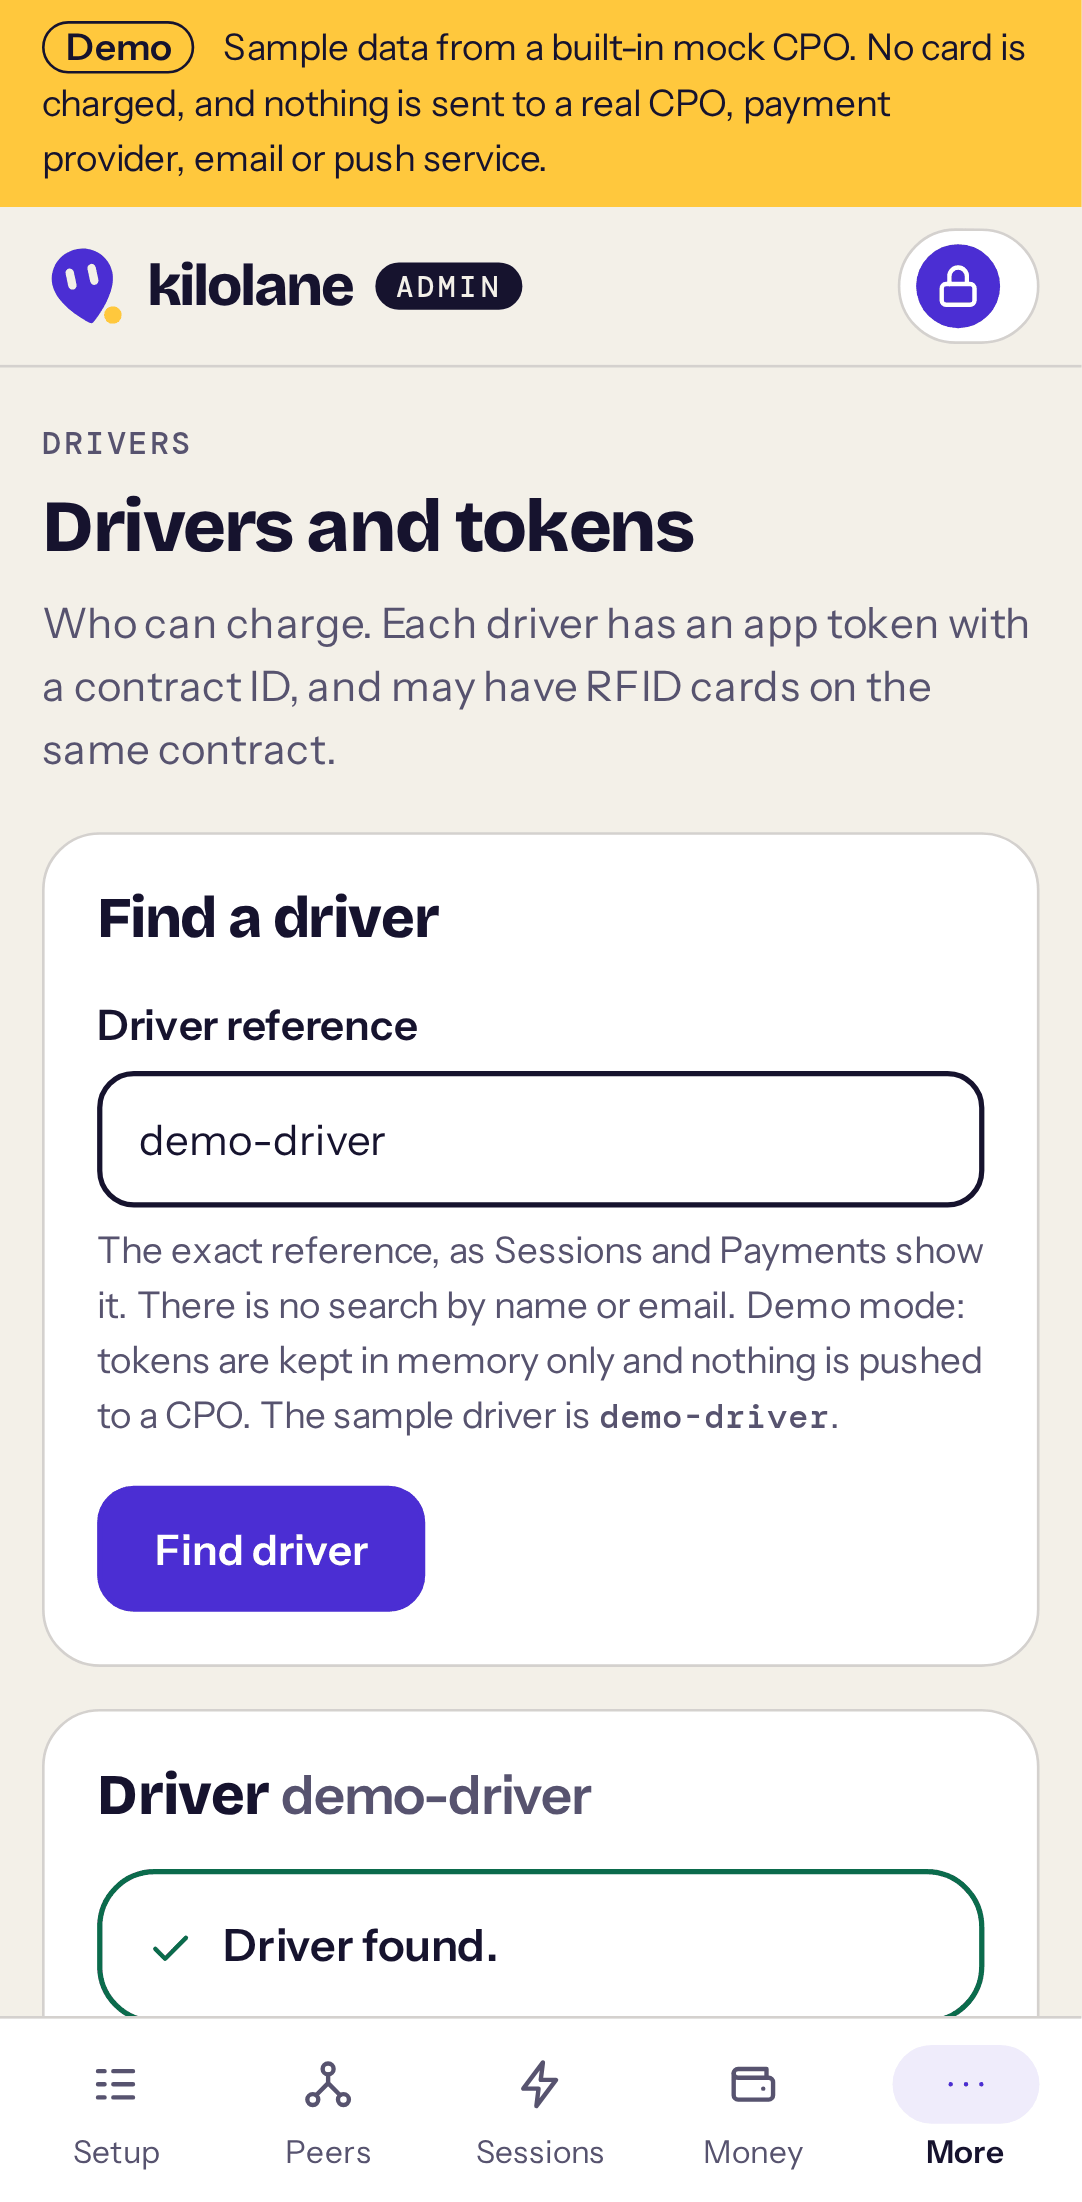 Demo Sample data from a built-in mock CPO. No card is
charged, and nothing is sent to a real CPO, payment
provider, email or push service.
kilolane ADMIN
DRIVERS
Drivers and tokens
Who can charge. Each driver has an app token with
a contract ID, and may have RFID cards on the
same contract.
Find a driver
Driver reference
demo-driver
The exact reference, as Sessions and Payments show
it. There is no search by name or email. Demo mode:
tokens are kept in memory only and nothing is pushed
to a CPO. The sample driver is demo-driver.
Find driver
Driver demo-driver
Driver found.
Setup Peers Sessions Money More